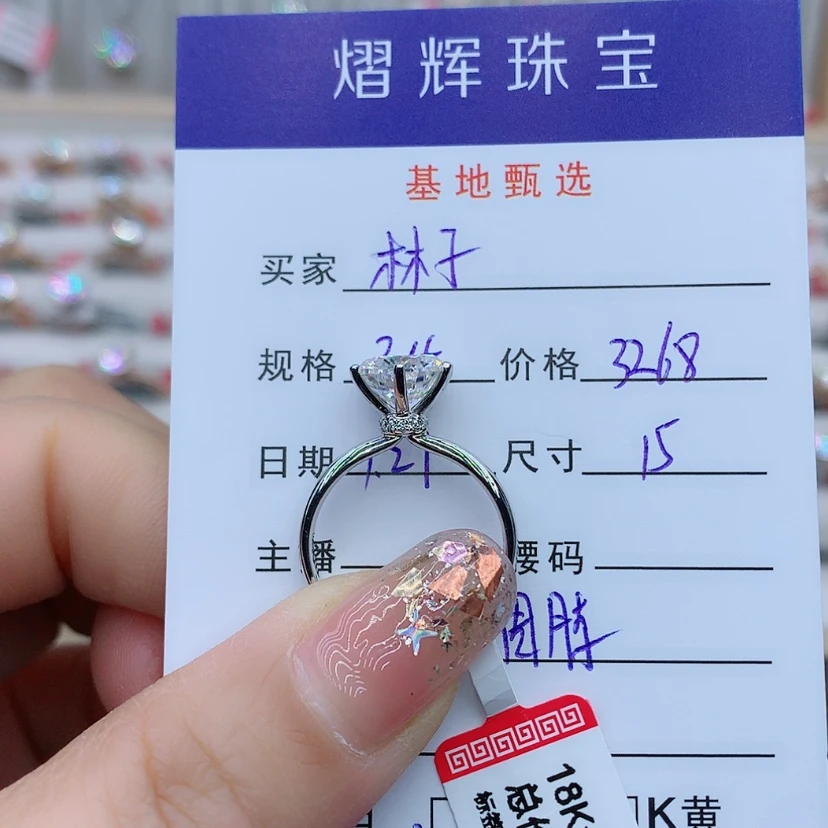 熠辉珠宝
基地甄选
买家 林子
规格 价格 3268
日期 尺寸 15
主播 腰码
K黄
18K